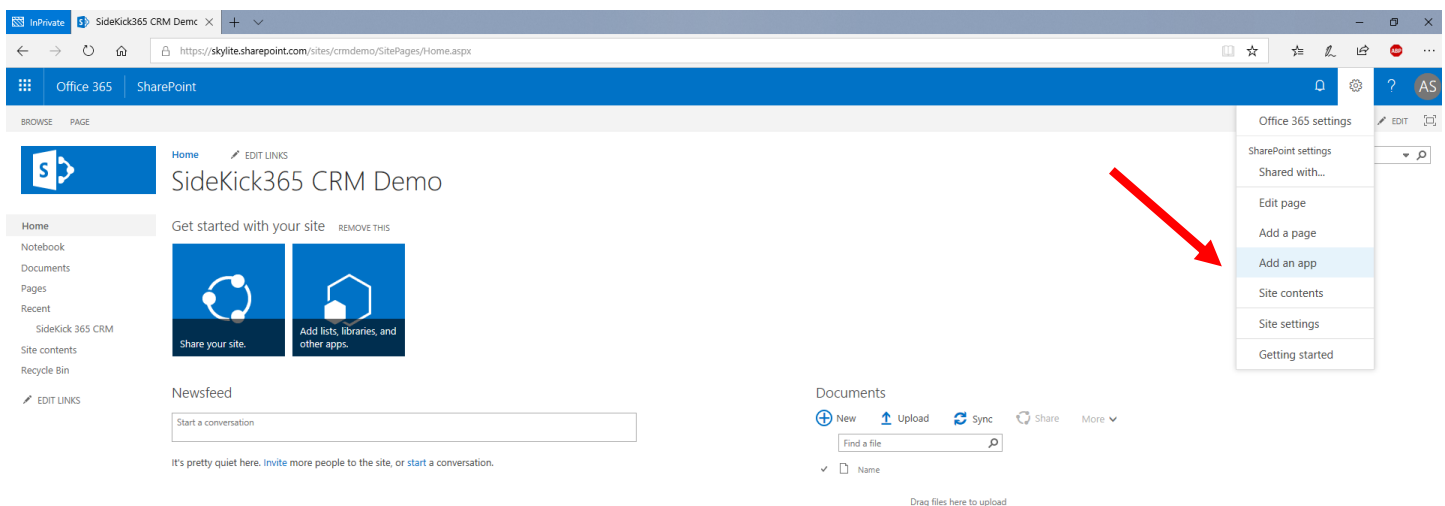 InPrivate
SideKick365 CRM Demc
https://skylite.sharepoint.com/sites/crmdemo/SitePages/Home.aspx
ABP
Office 365
SharePoint
?
AS
BROWSE PAGE
EDIT
S
Home
EDIT LINKS
SideKick365 CRM Demo
Office 365 settings
SharePoint settings
Shared with...
Edit page
Add a page
Add an app
Site contents
Site settings
Getting started
Home
Notebook
Documents
Pages
Recent
SideKick 365 CRM
Site contents
Recycle Bin
EDIT LINKS
Get started with your site REMOVE THIS
Share your site.
Add lists, libraries, and
other apps.
Newsfeed
Start a conversation
It's pretty quiet here. Invite more people to the site, or start a conversation.
Documents
New Upload Sync Share More
Find a file
Name
Drag files here to upload